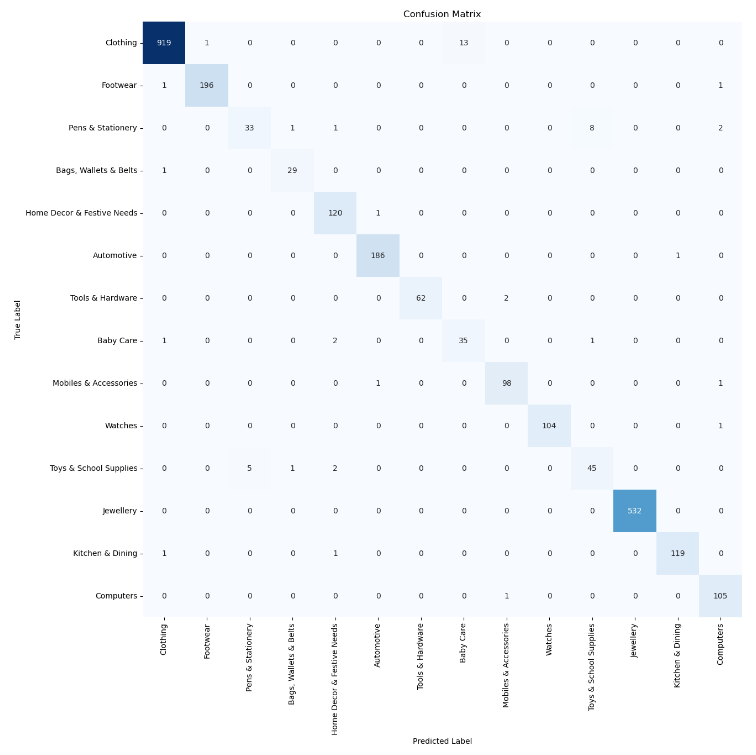 Confusion Matrix
True Label
Clothing 919 1 0 0 0 0 0 13 0 0 0 0 0 0
Footwear 1 196 0 0 0 0 0 0 0 0 0 0 0 1
Pens & Stationery 0 0 33 1 1 0 0 0 0 0 8 0 0 2
Bags, Wallets & Belts 1 0 0 29 0 0 0 0 0 0 0 0 0 0
Home Decor & Festive Needs 0 0 0 0 120 1 0 0 0 0 0 0 0 0
Automotive 0 0 0 0 0 186 0 0 0 0 0 0 1 0
Tools & Hardware 0 0 0 0 0 0 62 0 2 0 0 0 0 0
Baby Care 1 0 0 0 2 0 0 35 0 0 1 0 0 0
Mobiles & Accessories 0 0 0 0 0 1 0 0 98 0 0 0 0 1
Watches 0 0 0 0 0 0 0 0 0 104 0 0 0 1
Toys & School Supplies 0 0 5 1 2 0 0 0 0 0 45 0 0 0
Jewellery 0 0 0 0 0 0 0 0 0 0 0 532 0 0
Kitchen & Dining 1 0 0 0 1 0 0 0 0 0 0 0 119 0
Computers 0 0 0 0 0 0 0 0 1 0 0 0 0 105
Clothing
Footwear
Pens & Stationery
Bags, Wallets & Belts
Home Decor & Festive Needs
Automotive
Tools & Hardware
Baby Care
Mobiles & Accessories
Watches
Toys & School Supplies
Jewellery
Kitchen & Dining
Computers
Predicted Label